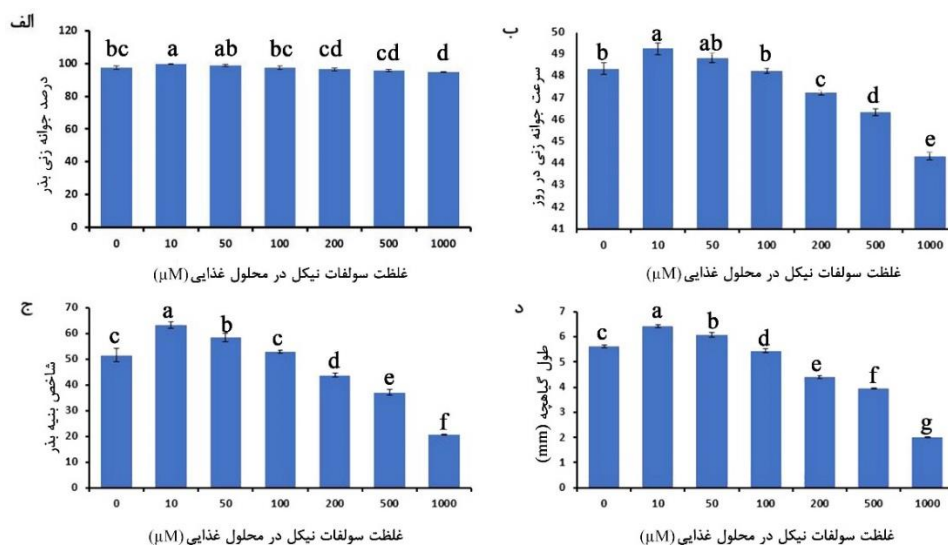 الف
درصد جوانه زنی بذر
120
100
80
60
40
20
0
bc a ab bc cd cd d
0 10 50 100 200 500 1000
غلظت سولفات نیکل در محلول غذایی (µM)
ب
سرعت جوانه زنی در روز
50
49
48
47
46
45
44
43
42
41
b a ab b c d e
0 10 50 100 200 500 1000
غلظت سولفات نیکل در محلول غذایی (µM)
ج
شاخص بنیه بذر
70
60
50
40
30
20
10
0
c a b c d e f
0 10 50 100 200 500 1000
غلظت سولفات نیکل در محلول غذایی (µM)
د
طول گیاهچه (mm)
7
6
5
4
3
2
1
0
c a b d e f g
0 10 50 100 200 500 1000
غلظت سولفات نیکل در محلول غذایی (µM)